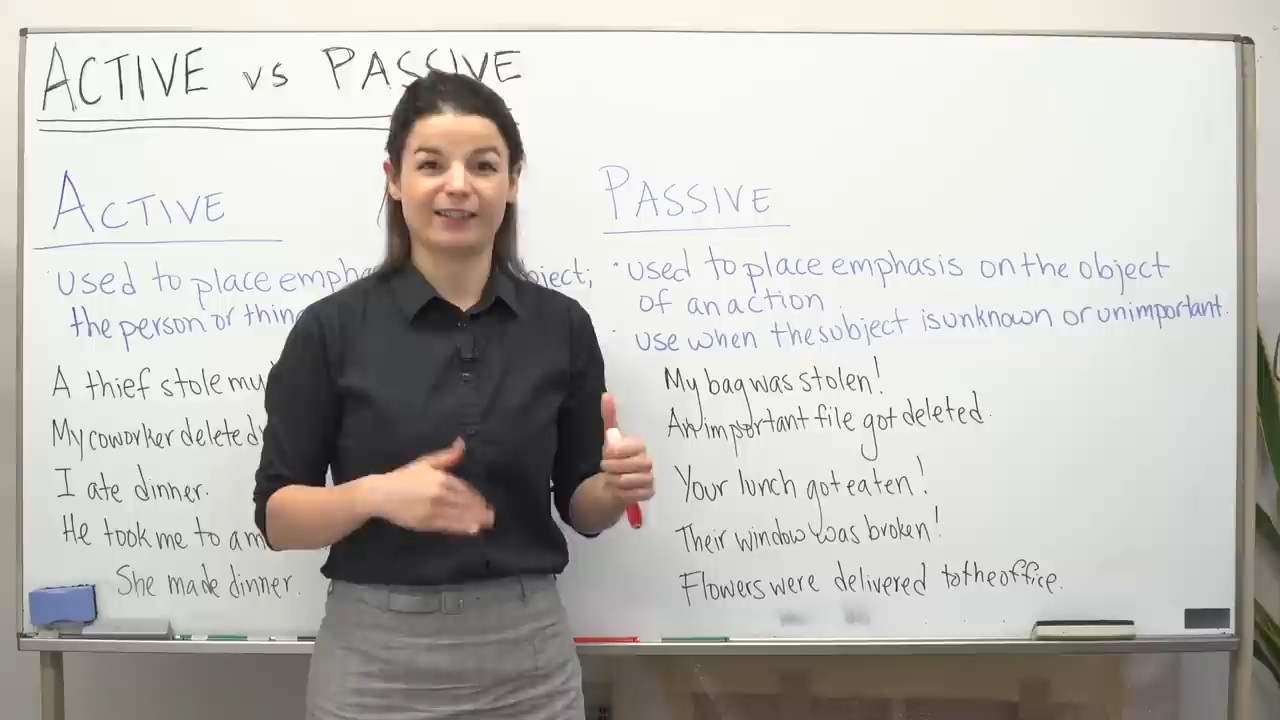 ACTIVE vs PASSIVE
ACTIVE
used to place
the person or thing
A thief stole my
My coworker deleted
I ate dinner.
He took me to a
She made dinner.
PASSIVE
· used to place emphasis on the object
of an action
· use when the subject is unknown or unimportant.
My bag was stolen!
An important file got deleted.
Your lunch got eaten!
Their window was broken!
Flowers were delivered to the office.